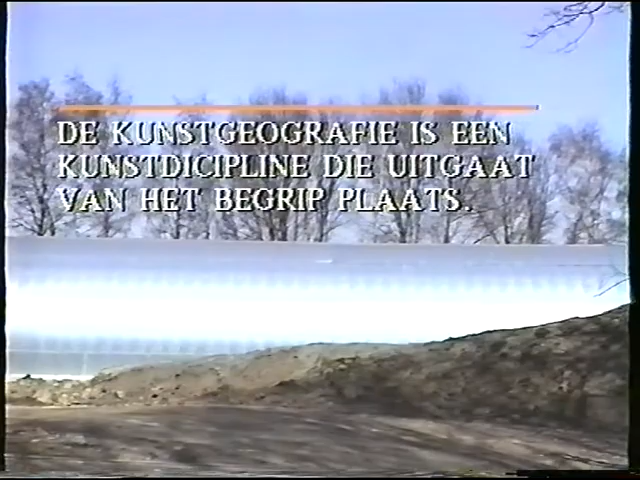 DE KUNSTGEOGRAFIE IS EEN
KUNSTDICIPLINE DIE UITGAAT
VAN HET BEGRIP PLAATS.